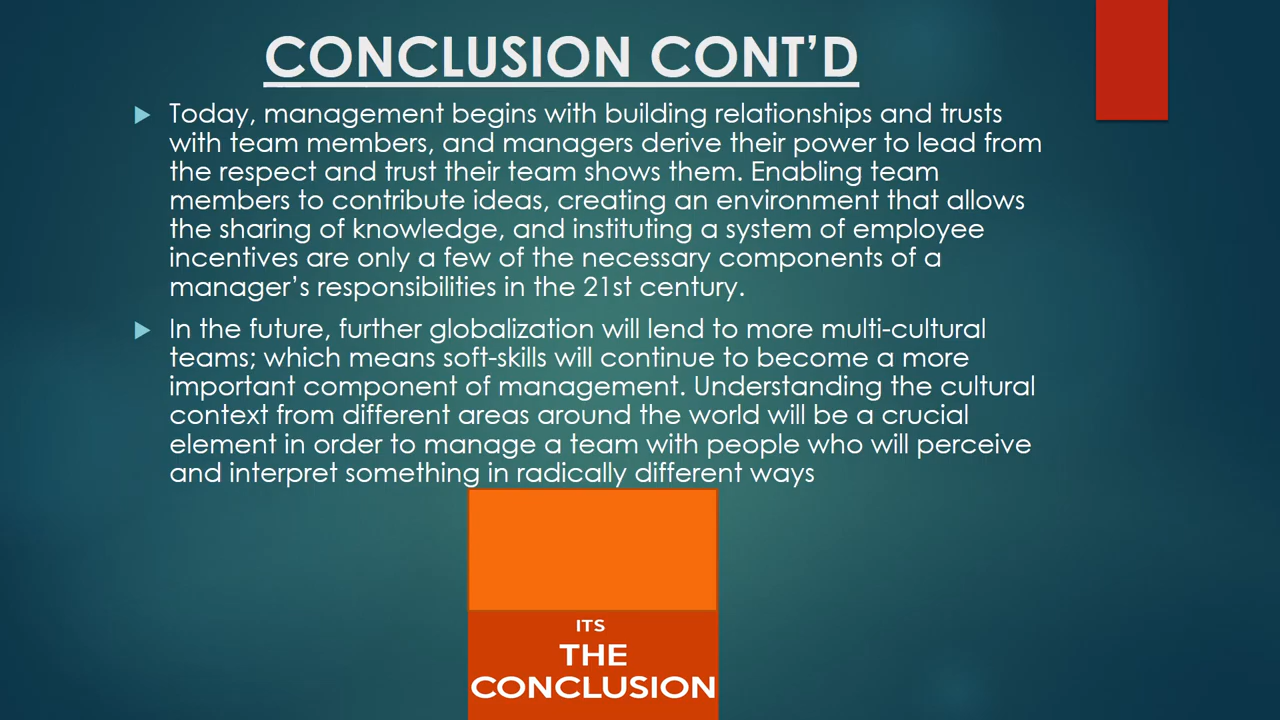 CONCLUSION CONT’D
Today, management begins with building relationships and trusts
with team members, and managers derive their power to lead from
the respect and trust their team shows them. Enabling team
members to contribute ideas, creating an environment that allows
the sharing of knowledge, and instituting a system of employee
incentives are only a few of the necessary components of a
manager’s responsibilities in the 21st century.
In the future, further globalization will lend to more multi-cultural
teams; which means soft-skills will continue to become a more
important component of management. Understanding the cultural
context from different areas around the world will be a crucial
element in order to manage a team with people who will perceive
and interpret something in radically different ways
ITS
THE
CONCLUSION